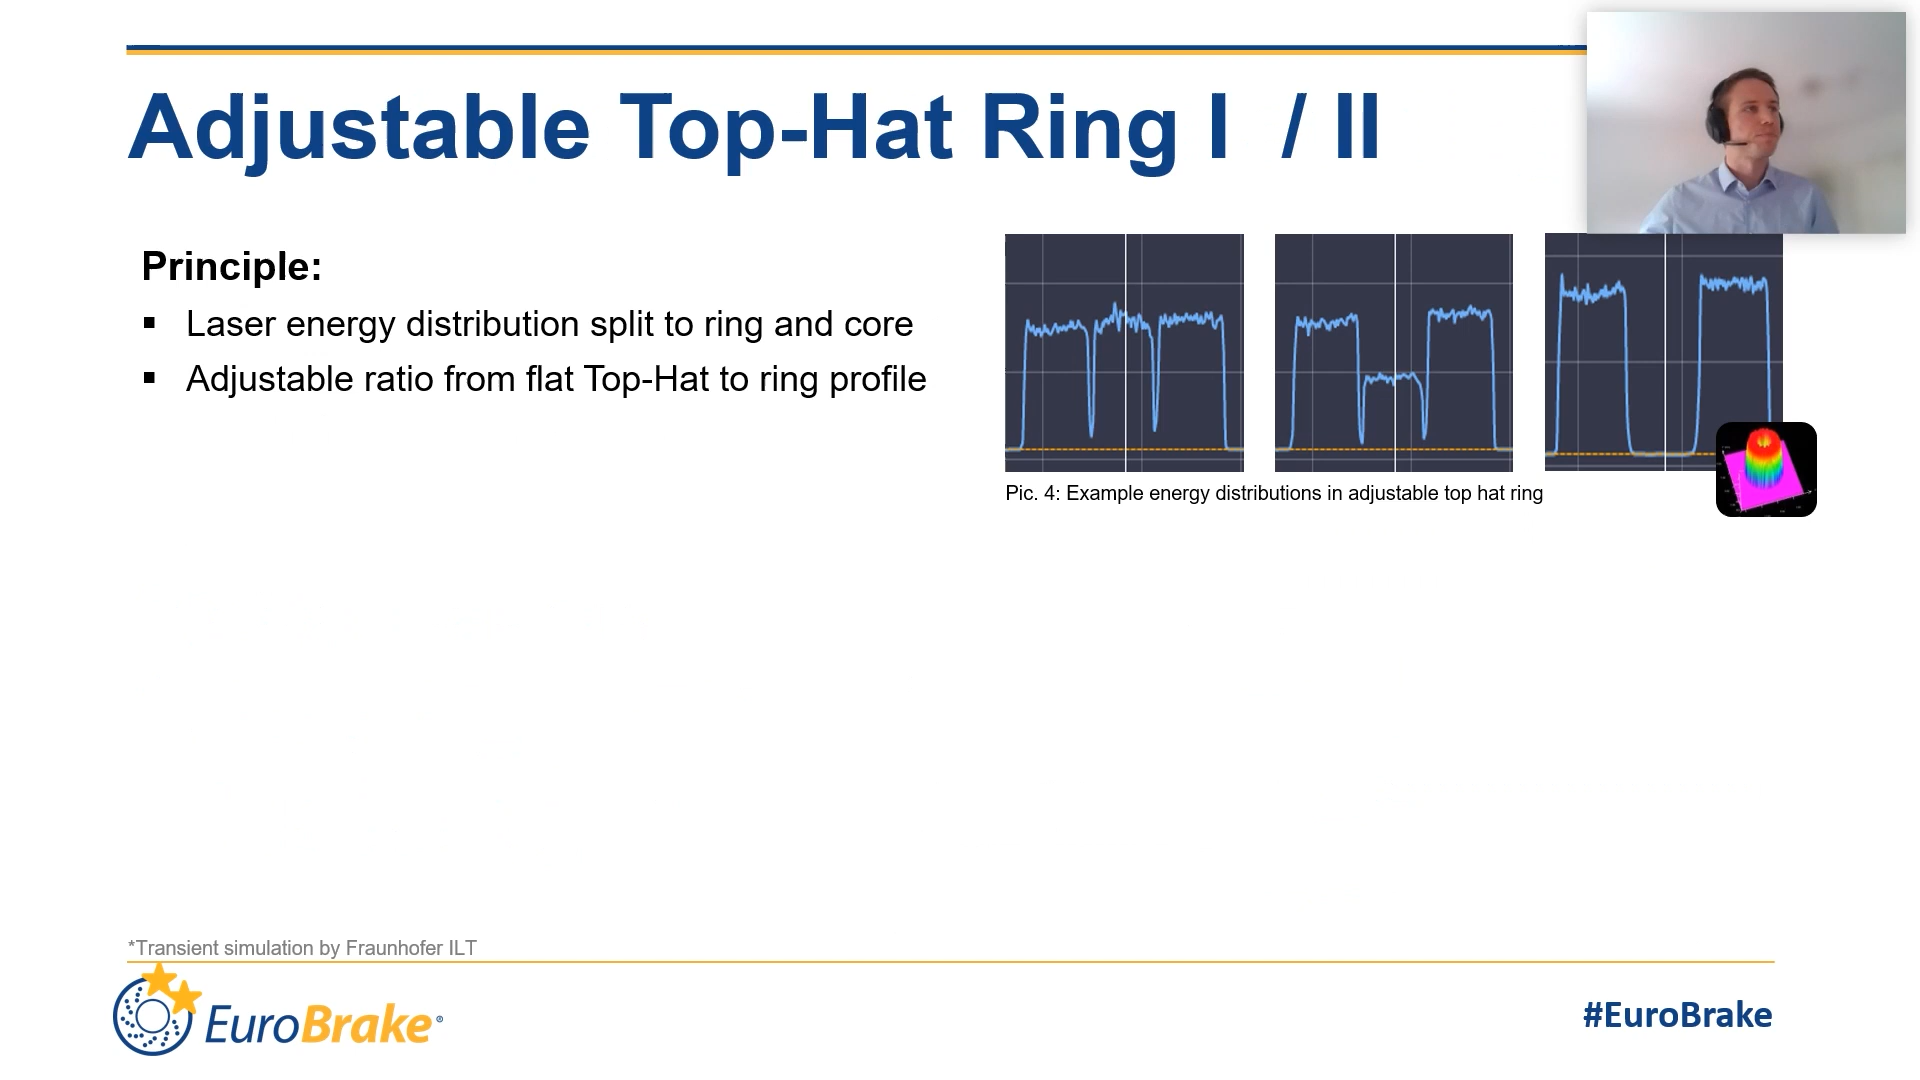 Adjustable Top-Hat Ring I / II
Principle:
▪ Laser energy distribution split to ring and core
▪ Adjustable ratio from flat Top-Hat to ring profile
Pic. 4: Example energy distributions in adjustable top hat ring
*Transient simulation by Fraunhofer ILT
EuroBrake®
#EuroBrake